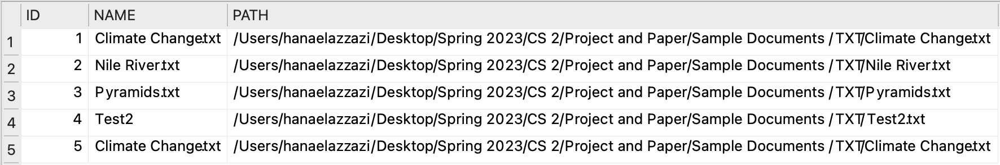 ID NAME PATH
1 1 Climate Change.txt /Users/hanaelazzazi/Desktop/Spring 2023/CS 2/Project and Paper/Sample Documents /TXT/Climate Change.txt
2 2 Nile River.txt /Users/hanaelazzazi/Desktop/Spring 2023/CS 2/Project and Paper/Sample Documents /TXT/Nile River.txt
3 3 Pyramids.txt /Users/hanaelazzazi/Desktop/Spring 2023/CS 2/Project and Paper/Sample Documents /TXT/Pyramids.txt
4 4 Test2 /Users/hanaelazzazi/Desktop/Spring 2023/CS 2/Project and Paper/Sample Documents /TXT/Test2.txt
5 5 Climate Change.txt /Users/hanaelazzazi/Desktop/Spring 2023/CS 2/Project and Paper/Sample Documents /TXT/Climate Change.txt